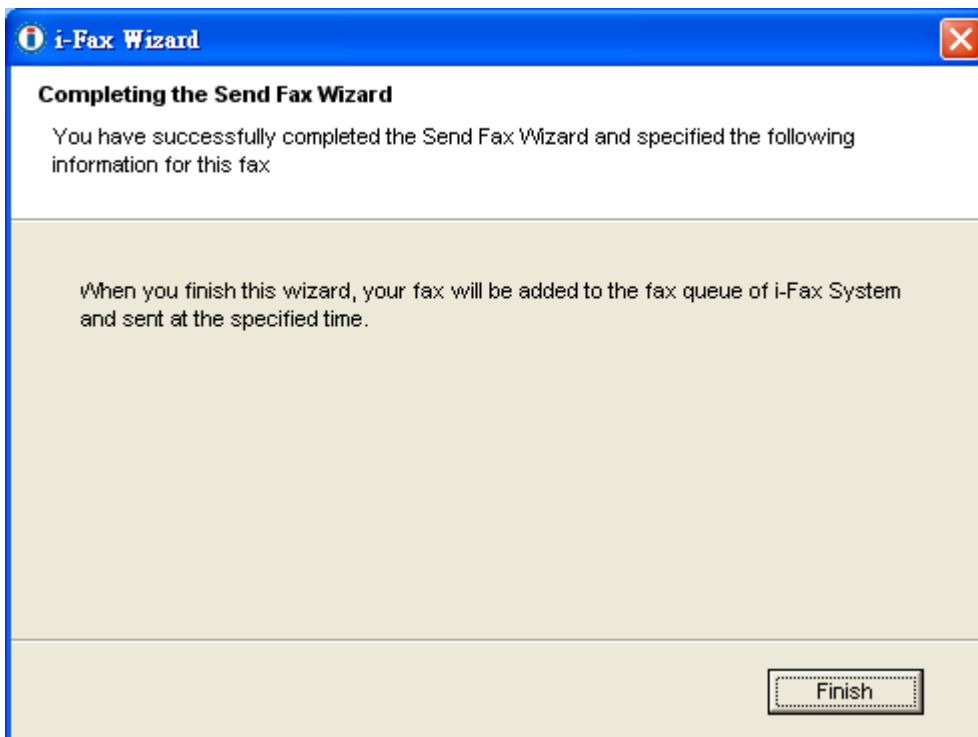 i-Fax Wizard
Completing the Send Fax Wizard
You have successfully completed the Send Fax Wizard and specified the following
information for this fax
When you finish this wizard, your fax will be added to the fax queue of i-Fax System
and sent at the specified time.
Finish